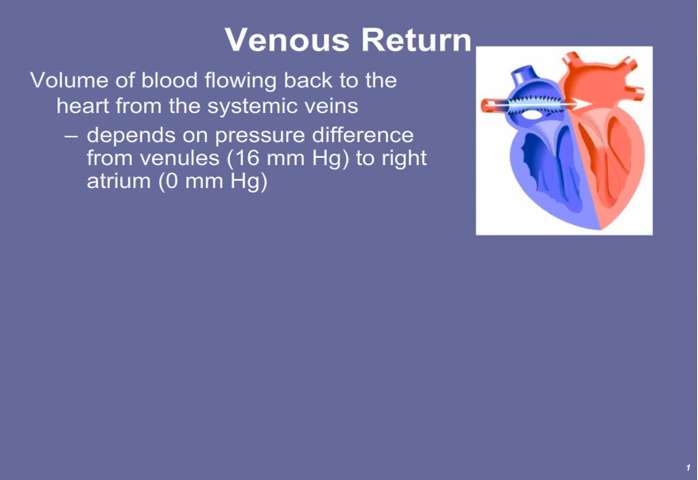 Venous Return
Volume of blood flowing back to the
heart from the systemic veins
– depends on pressure difference
from venules (16 mm Hg) to right
atrium (0 mm Hg)
1